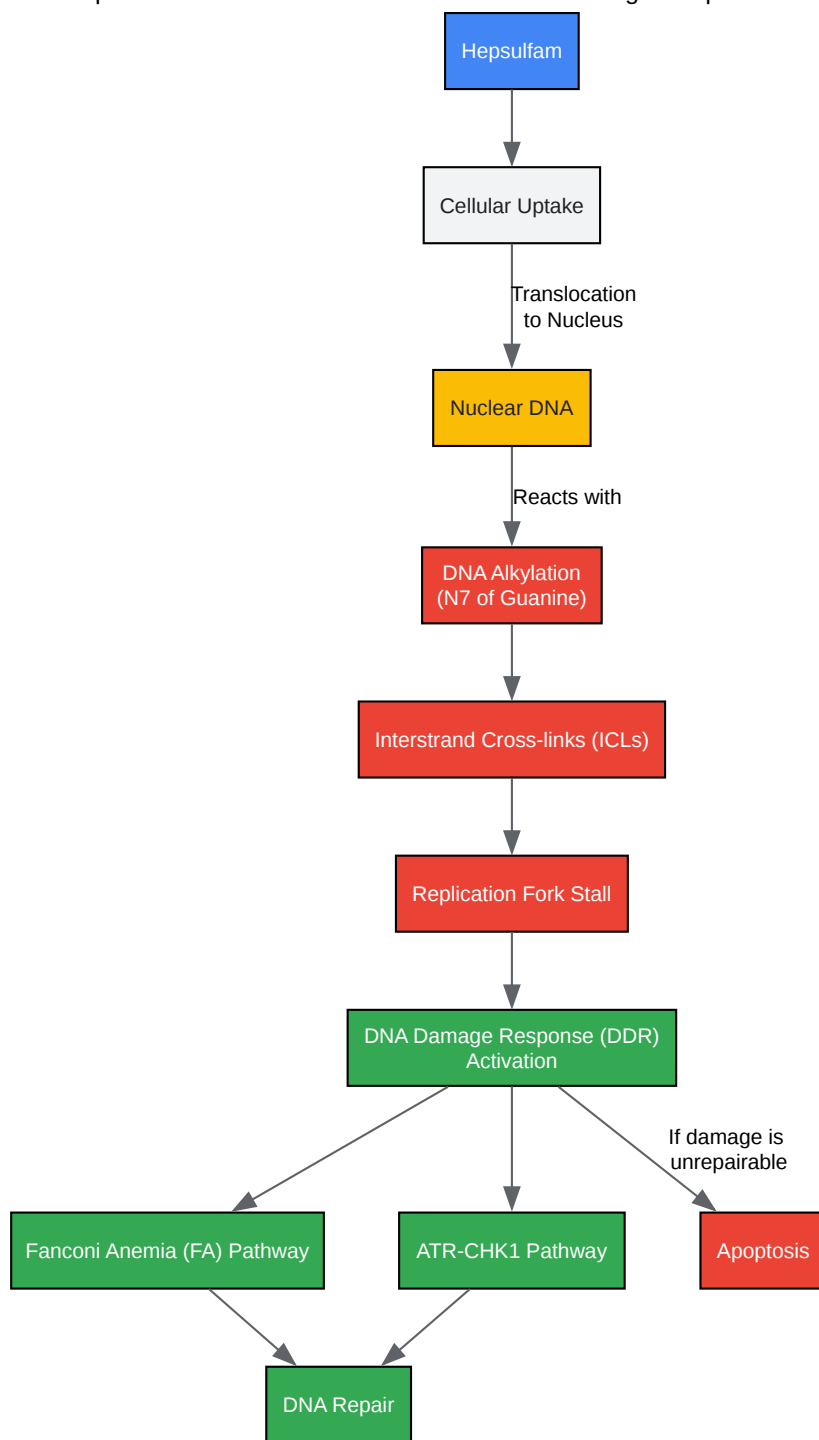 Hepsulfam
Cellular Uptake
Translocation
to Nucleus
Nuclear DNA
Reacts with
DNA Alkylation
(N7 of Guanine)
Interstrand Cross-links (ICLs)
Replication Fork Stall
DNA Damage Response (DDR)
Activation
If damage is
unrepairable
Fanconi Anemia (FA) Pathway
ATR-CHK1 Pathway
Apoptosis
DNA Repair